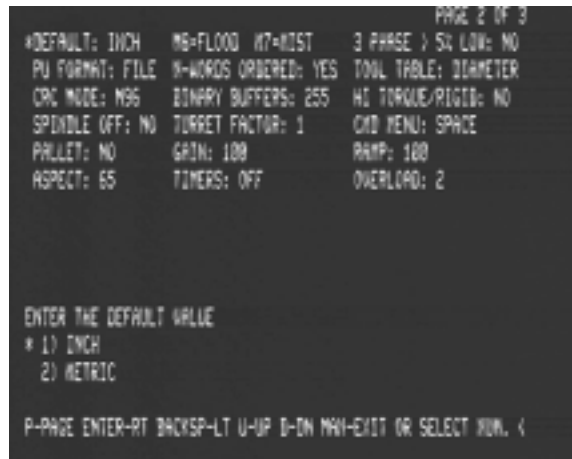 PAGE 2 OF 3
*DEFAULT: INCH M8=FLOOD M7=MIST 3 PHASE > 5% LOW: NO
PU FORMAT: FILE N-WORDS ORDERED: YES TOOL TABLE: DIAMETER
CRC MODE: M96 BINARY BUFFERS: 255 HI TORQUE/RIGID: NO
SPINDLE OFF: NO TURRET FACTOR: 1 CMD MENU: SPACE
PALLET: NO GAIN: 100 RAMP: 100
ASPECT: 65 TIMERS: OFF OVERLOAD: 2
ENTER THE DEFAULT VALUE
* 1) INCH
2) METRIC
P-PAGE ENTER-RT BACKSP-LT U-UP D-DN MAN-EXIT OR SELECT NUM. <